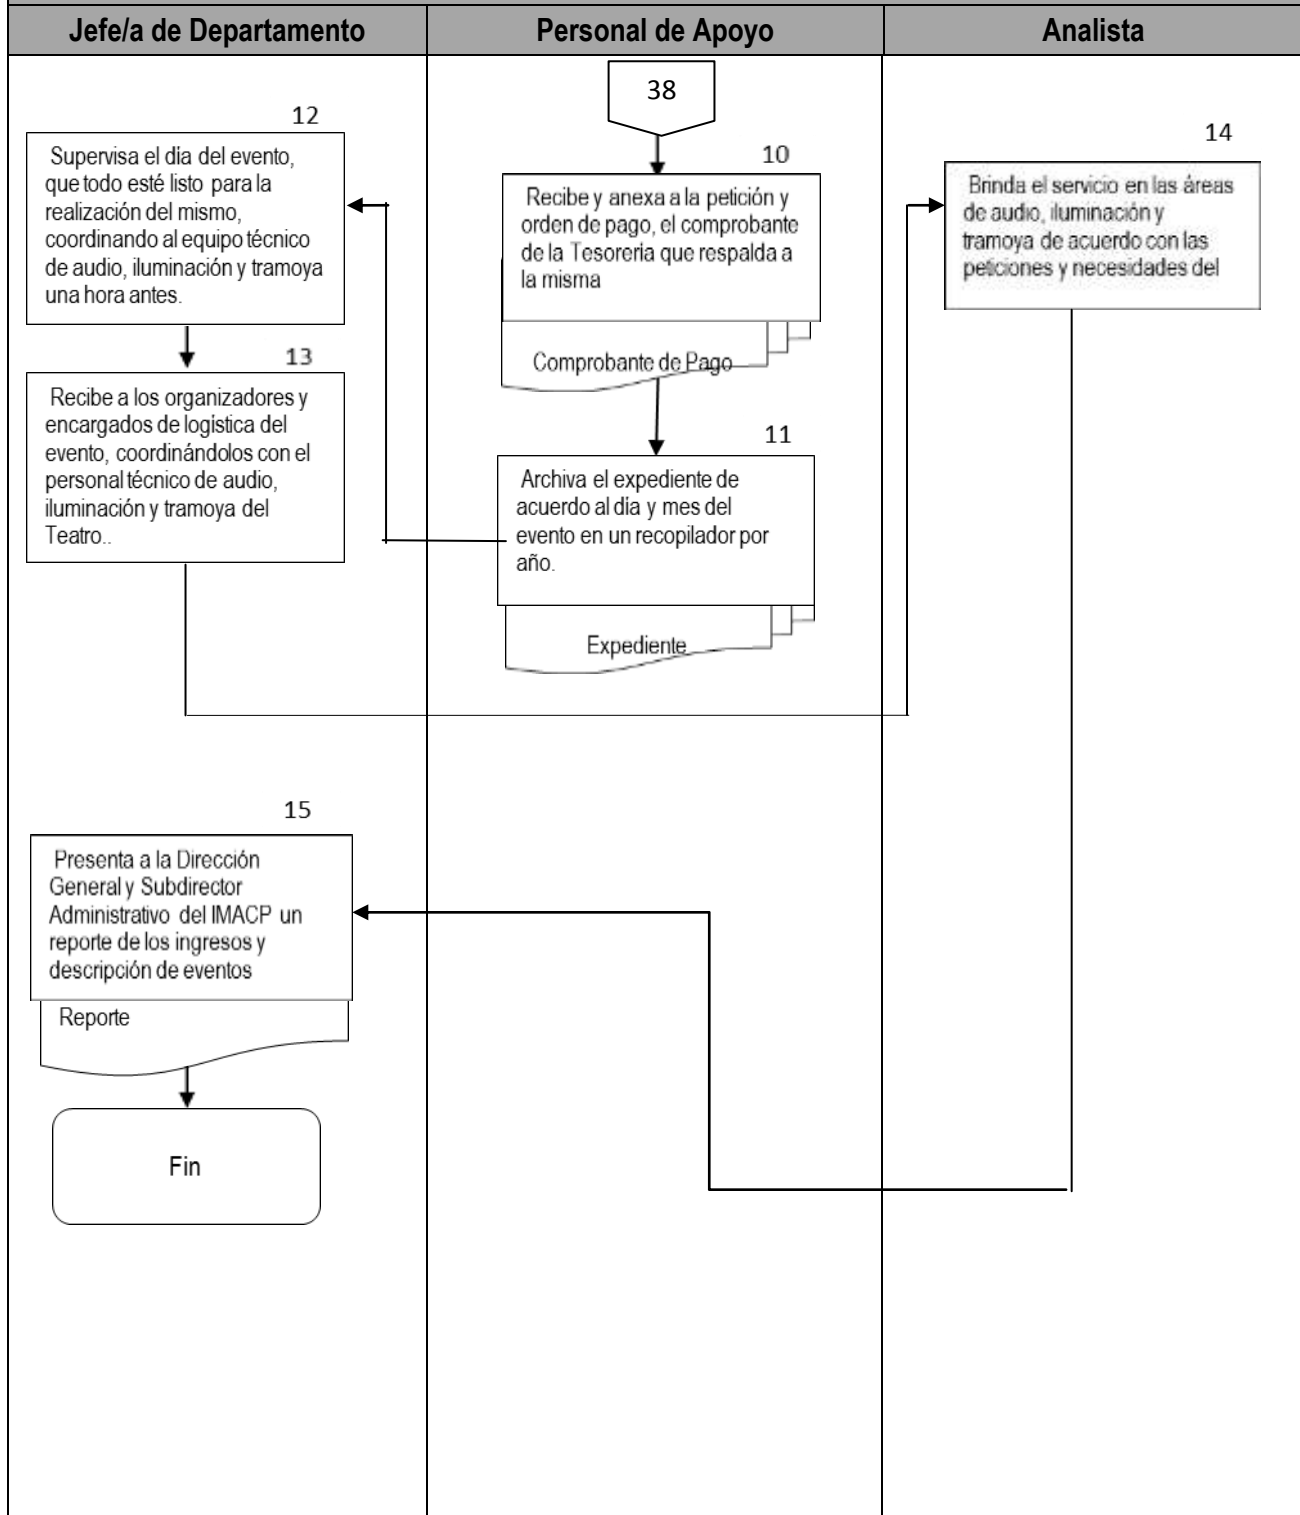 Jefe/a de Departamento
Personal de Apoyo
Analista
38
10
Recibe y anexa a la petición y
orden de pago, el comprobante
de la Tesorería que respalda a
la misma
Comprobante de Pago
11
Archiva el expediente de
acuerdo al día y mes del
evento en un recopilador por
año.
Expediente
12
Supervisa el dia del evento,
que todo esté listo para la
realización del mismo,
coordinando al equipo técnico
de audio, iluminación y tramoya
una hora antes.
13
Recibe a los organizadores y
encargados de logística del
evento, coordinándolos con el
personal técnico de audio,
iluminación y tramoya del
Teatro..
14
Brinda el servicio en las áreas
de audio, iluminación y
tramoya de acuerdo con las
peticiones y necesidades del
15
Presenta a la Dirección
General y Subdirector
Administrativo del IMACP un
reporte de los ingresos y
descripción de eventos
Reporte
Fin